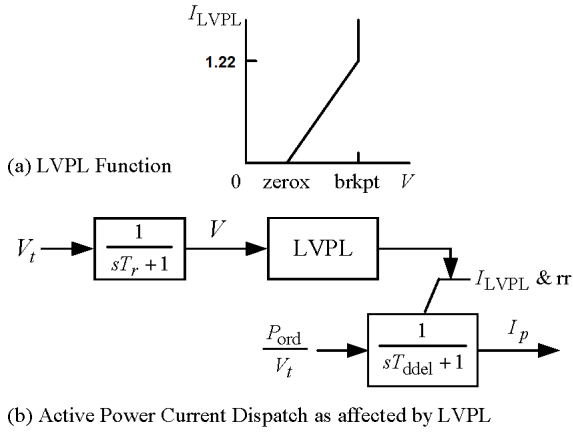 I_LVPL
1.22
(a) LVPL Function
0 zerox brkpt V
V_t
1
sT_r + 1
V
LVPL
I_LVPL & rr
P_ord
V_t
1
sT_ddel + 1
I_p
(b) Active Power Current Dispatch as affected by LVPL